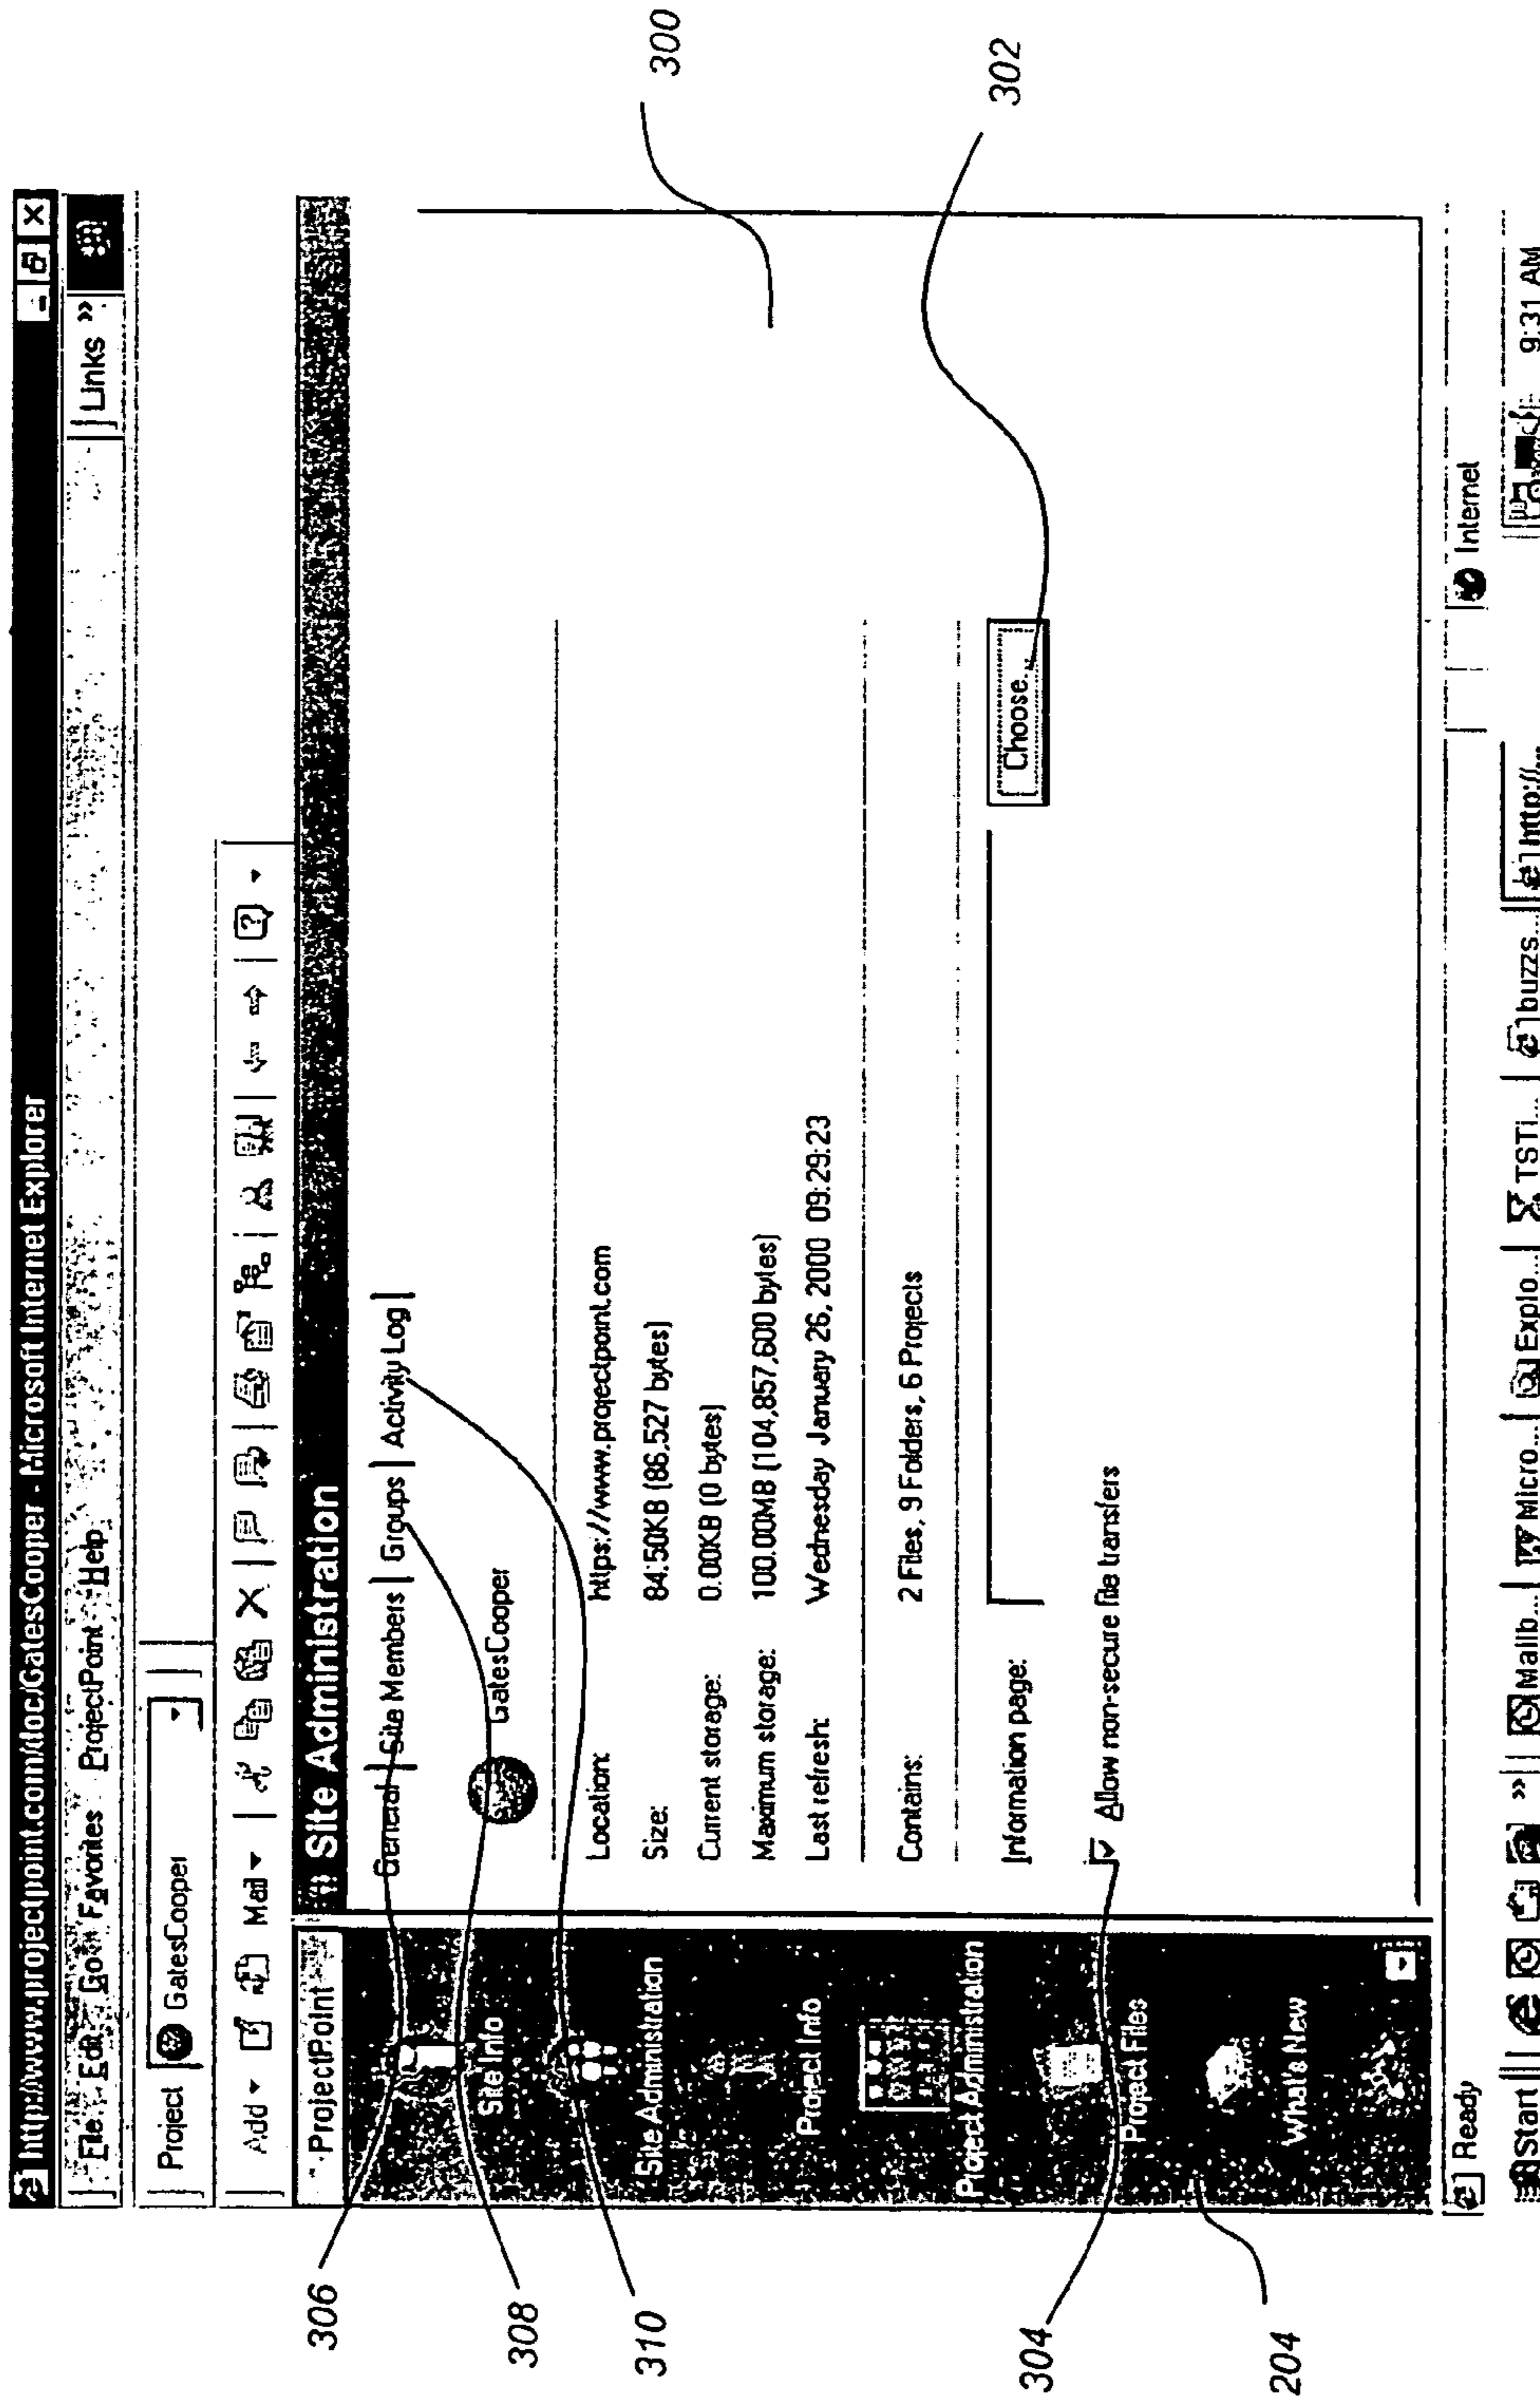 http://www.projectpoint.com/doc/GatesCooper - Microsoft Internet Explorer
File Edit Go Favorites ProjectPoint Help
Links »
Project GatesCooper
Add Mail
ProjectPoint
Site Administration
306
General | Site Members | Groups | Activity Log |
300
308
Site Info
GatesCooper
310
Location: https://www.projectpoint.com
Size: 84.50KB (86,527 bytes)
Site Administration
Current storage: 0.00KB (0 bytes)
Maximum storage: 100.00MB (104,857,600 bytes)
Last refresh: Wednesday January 26, 2000 09:29:23
Project Info
Contains: 2 Files, 9 Folders, 6 Projects
Project Administration
Information page:
Choose...
302
304
Allow non-secure file transfers
Project Files
204
What's New
Ready
Internet
Start » Mailb... Micro... Explo... TSTi... buzzs... http://...
9:31 AM